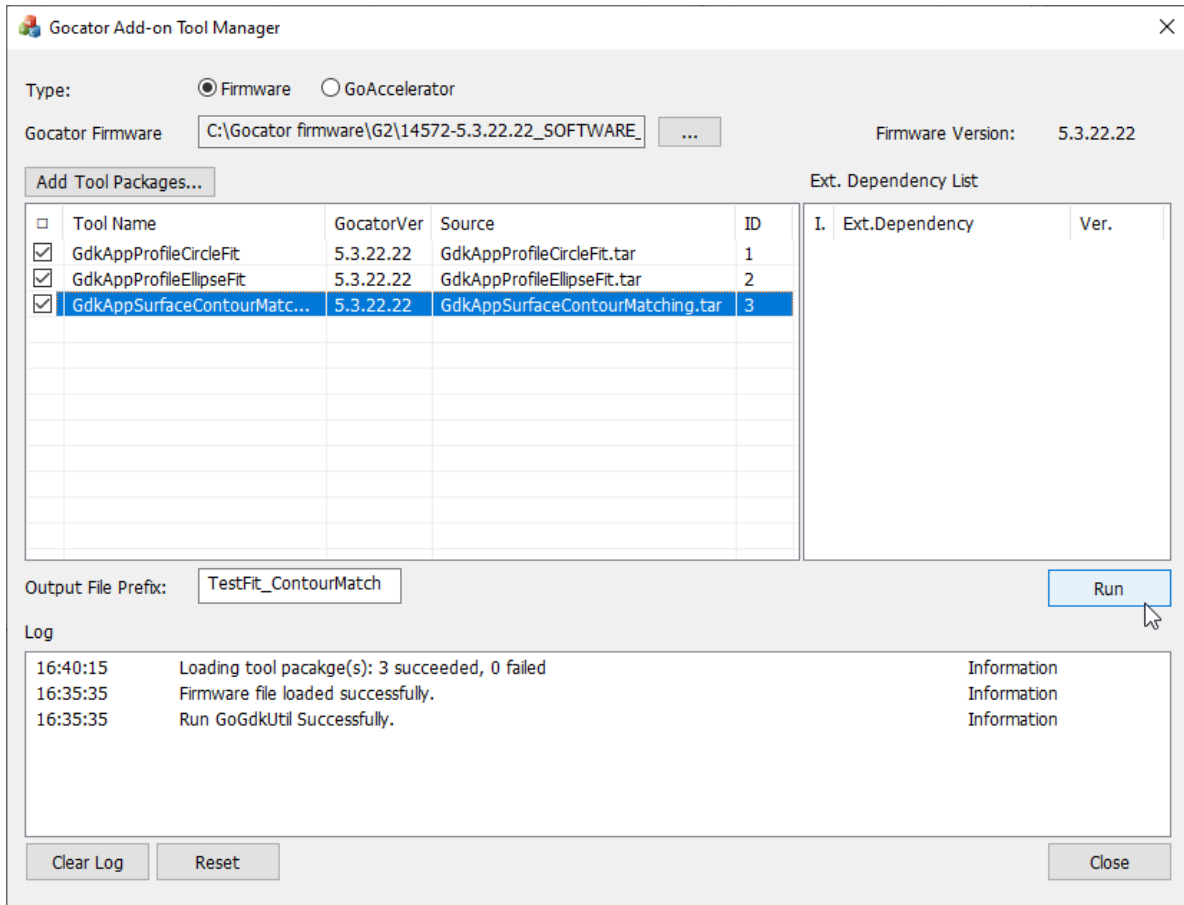 Gocator Add-on Tool Manager
Type: Firmware GoAccelerator
Gocator Firmware C:\Gocator firmware\G2\14572-5.3.22.22_SOFTWARE_ ... Firmware Version: 5.3.22.22
Add Tool Packages... Ext. Dependency List
Tool Name GocatorVer Source ID I. Ext.Dependency Ver.
GdkAppProfileCircleFit 5.3.22.22 GdkAppProfileCircleFit.tar 1
GdkAppProfileEllipseFit 5.3.22.22 GdkAppProfileEllipseFit.tar 2
GdkAppSurfaceContourMatc... 5.3.22.22 GdkAppSurfaceContourMatching.tar 3
Output File Prefix: TestFit_ContourMatch Run
Log
16:40:15 Loading tool pacakge(s): 3 succeeded, 0 failed Information
16:35:35 Firmware file loaded successfully. Information
16:35:35 Run GoGdkUtil Successfully. Information
Clear Log Reset Close